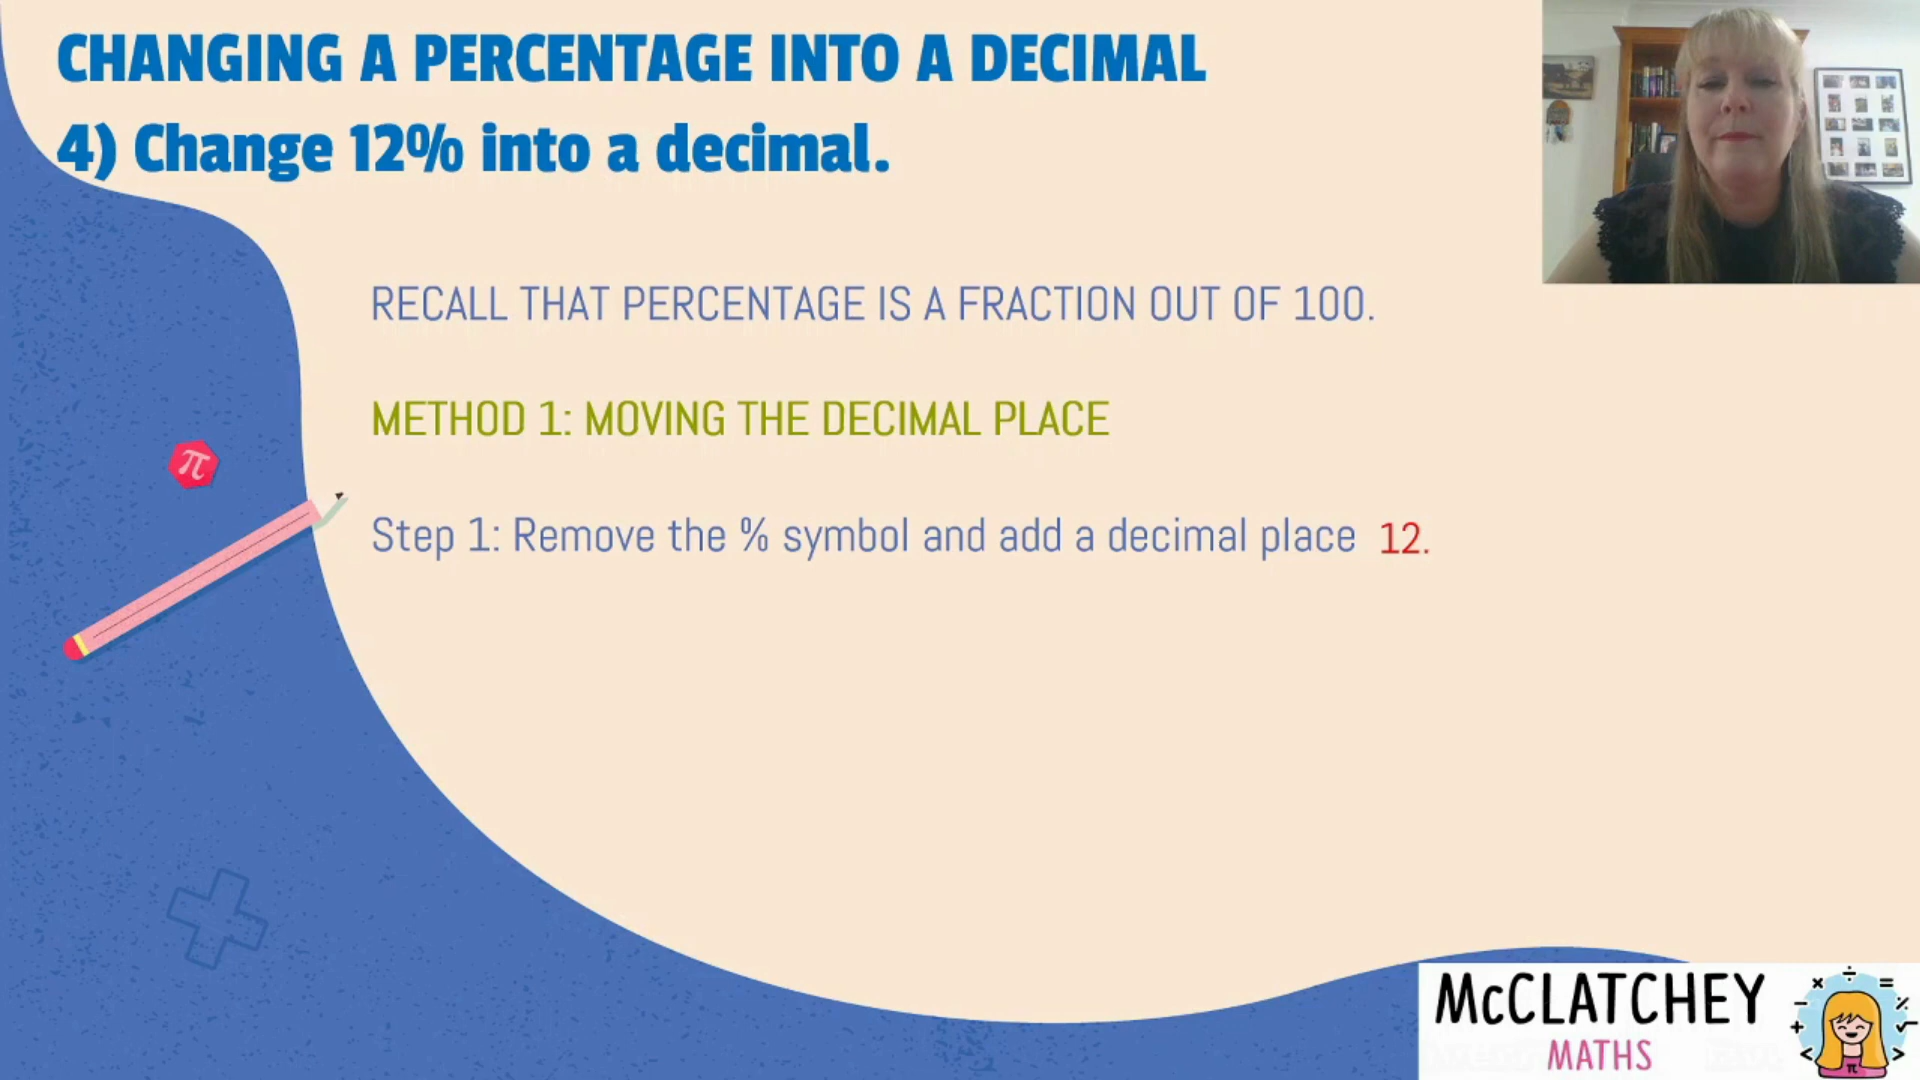 CHANGING A PERCENTAGE INTO A DECIMAL
4) Change 12% into a decimal.
RECALL THAT PERCENTAGE IS A FRACTION OUT OF 100.
METHOD 1: MOVING THE DECIMAL PLACE
π
Step 1: Remove the % symbol and add a decimal place 12.
McCLATCHEY
MATHS
× ÷ = − % + √ < >
π